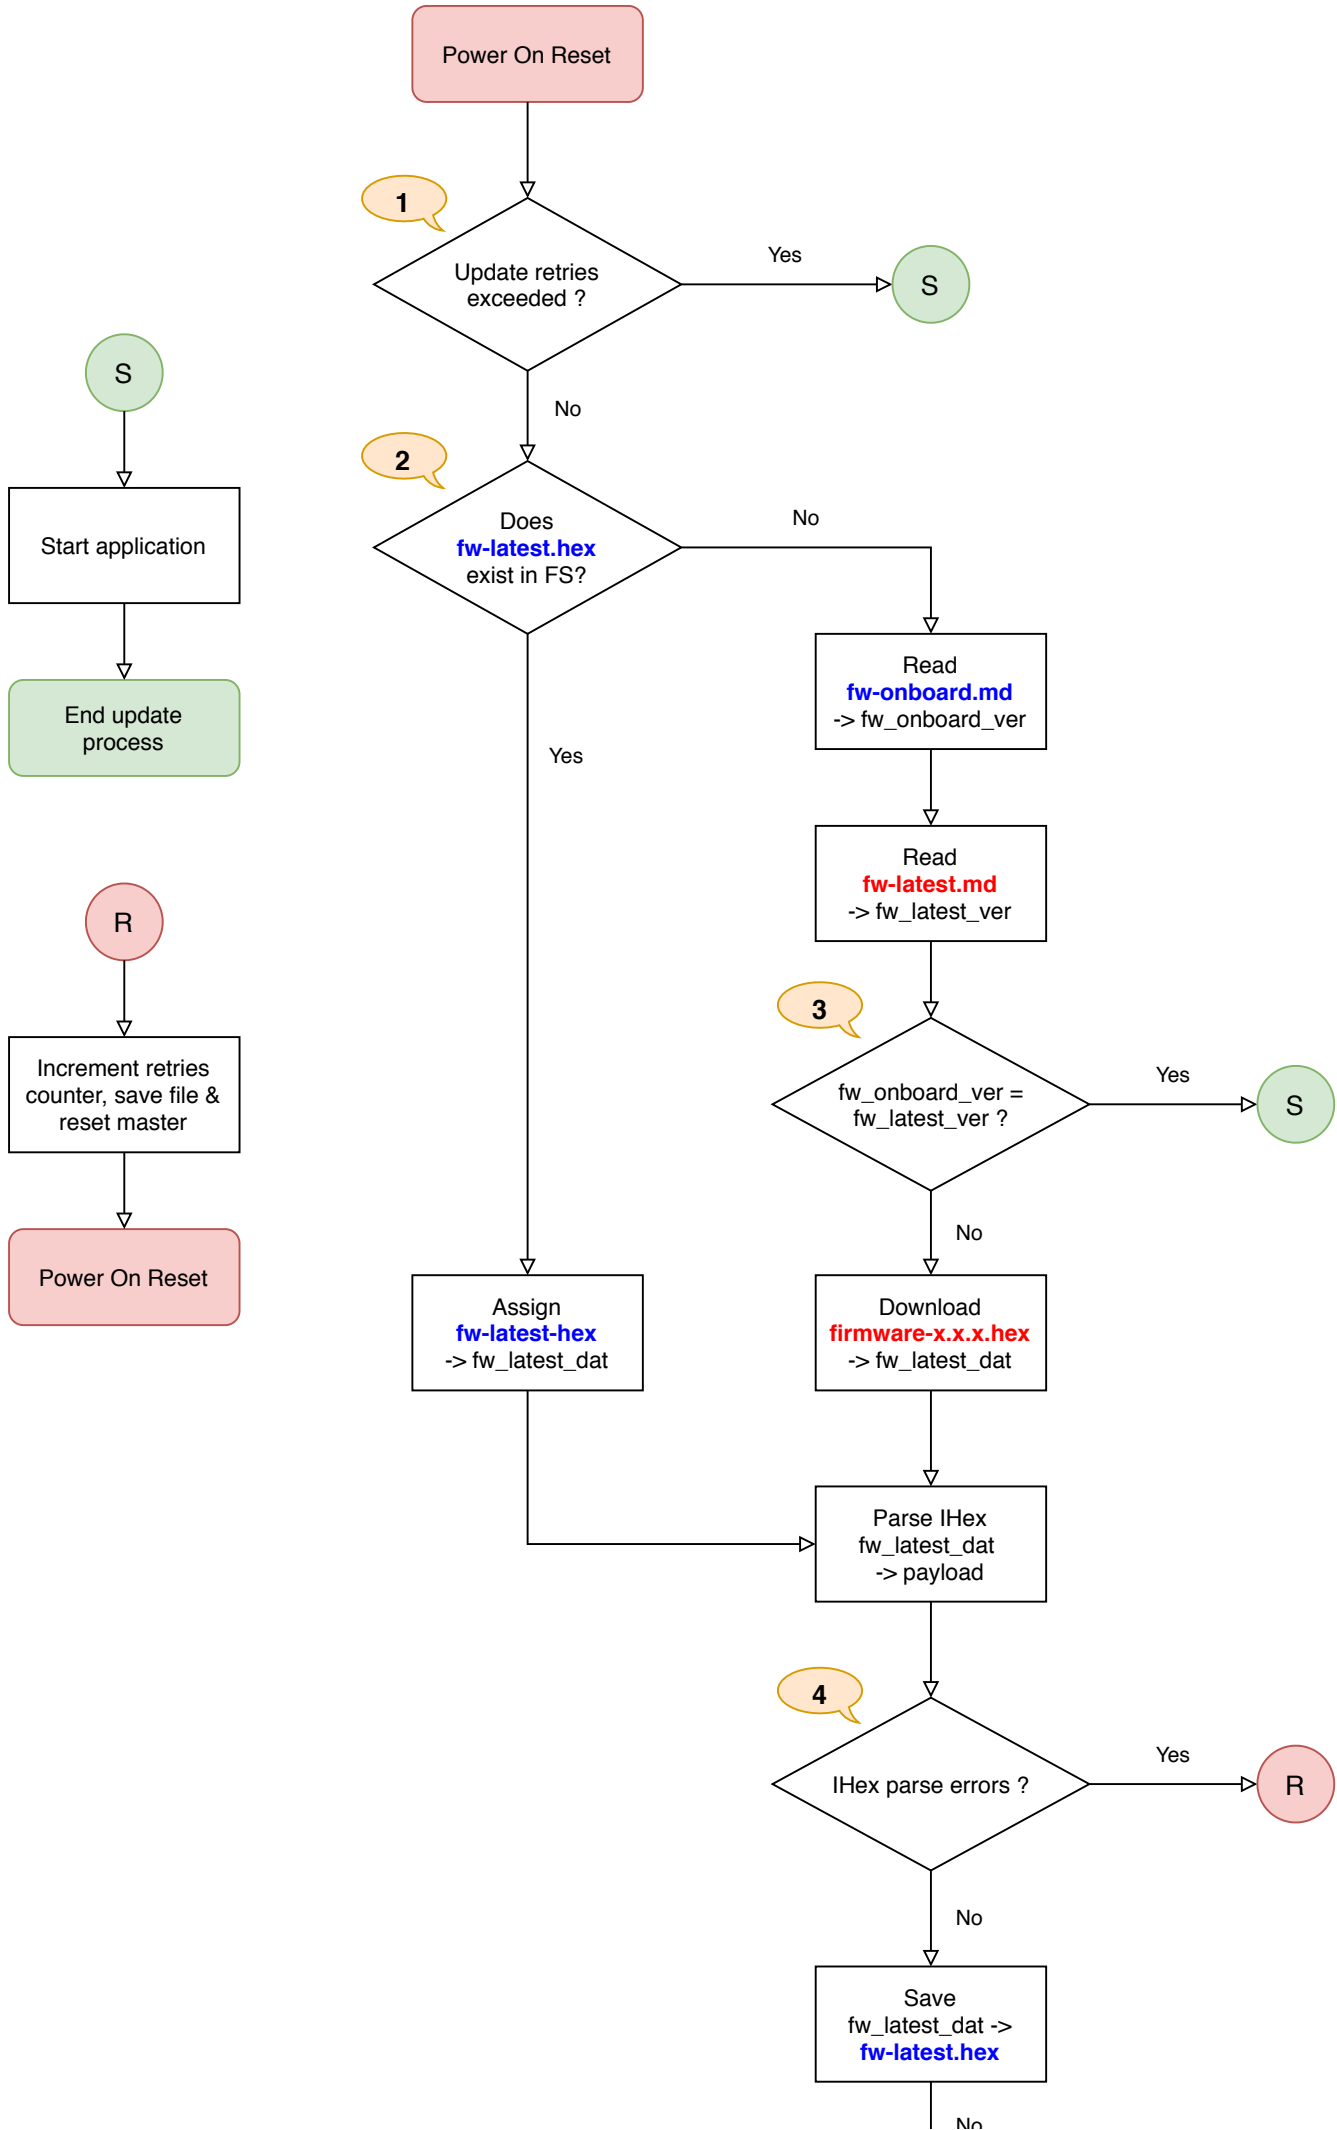 Power On Reset
1
Update retries
exceeded ?
Yes
S
No
2
Does
fw-latest.hex
exist in FS?
No
Yes
Read
fw-onboard.md
-> fw_onboard_ver
Read
fw-latest.md
-> fw_latest_ver
3
fw_onboard_ver =
fw_latest_ver ?
Yes
S
No
Assign
fw-latest-hex
-> fw_latest_dat
Download
firmware-x.x.x.hex
-> fw_latest_dat
Parse IHex
fw_latest_dat
-> payload
4
IHex parse errors ?
Yes
R
No
Save
fw_latest_dat ->
fw-latest.hex
No
S
Start application
End update
process
R
Increment retries
counter, save file &
reset master
Power On Reset